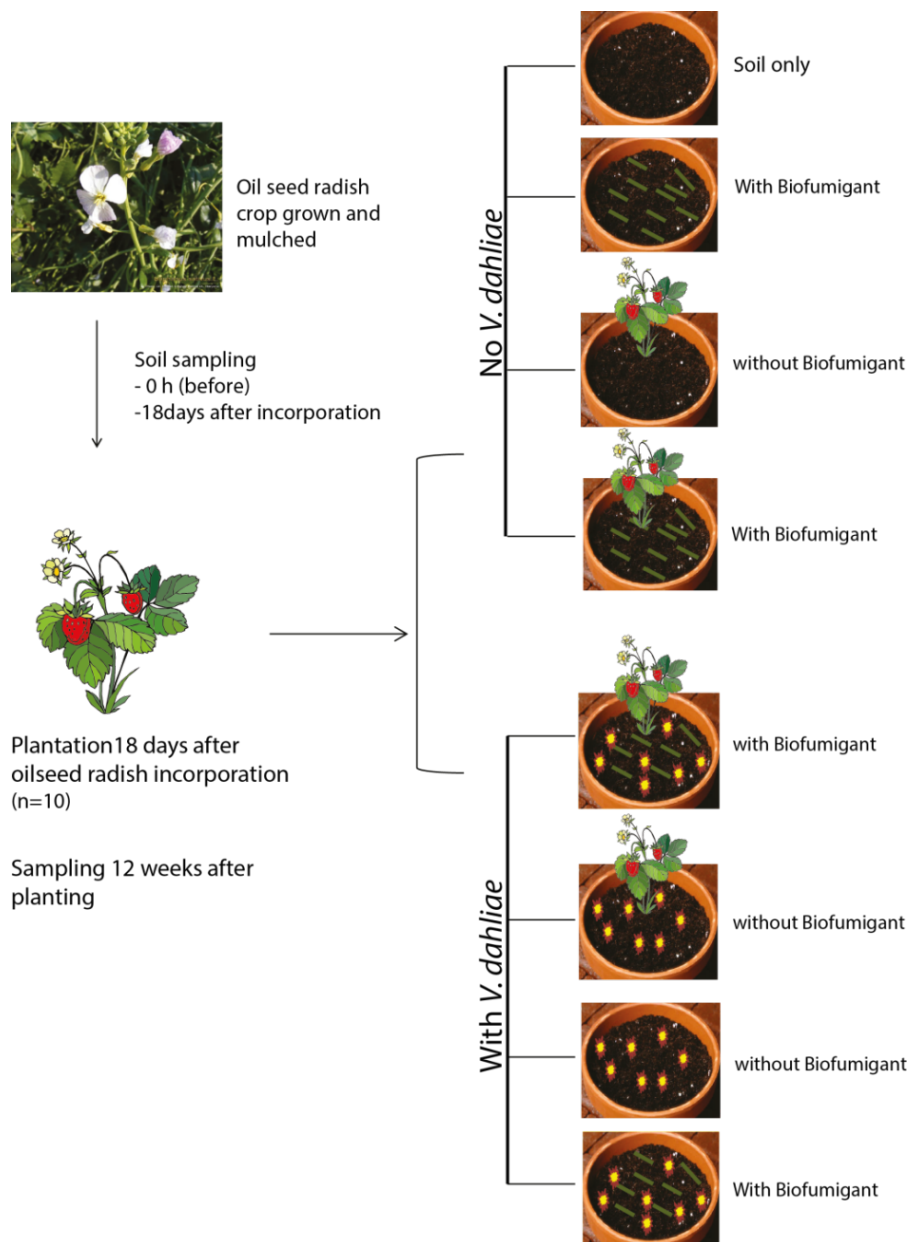 Oil seed radish
crop grown and
mulched
Soil sampling
- 0 h (before)
-18days after incorporation
Plantation18 days after
oilseed radish incorporation
(n=10)
Sampling 12 weeks after
planting
No V. dahliae
Soil only
With Biofumigant
without Biofumigant
With Biofumigant
With V. dahliae
with Biofumigant
without Biofumigant
without Biofumigant
With Biofumigant